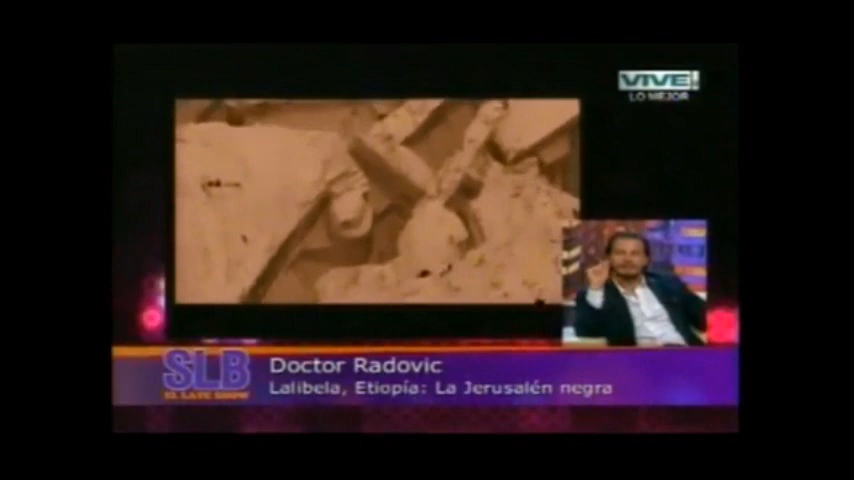 VIVE!
LO MEJOR
SLB
EL LATE SHOW
Doctor Radovic
Lalibela, Etiopía: La Jerusalén negra